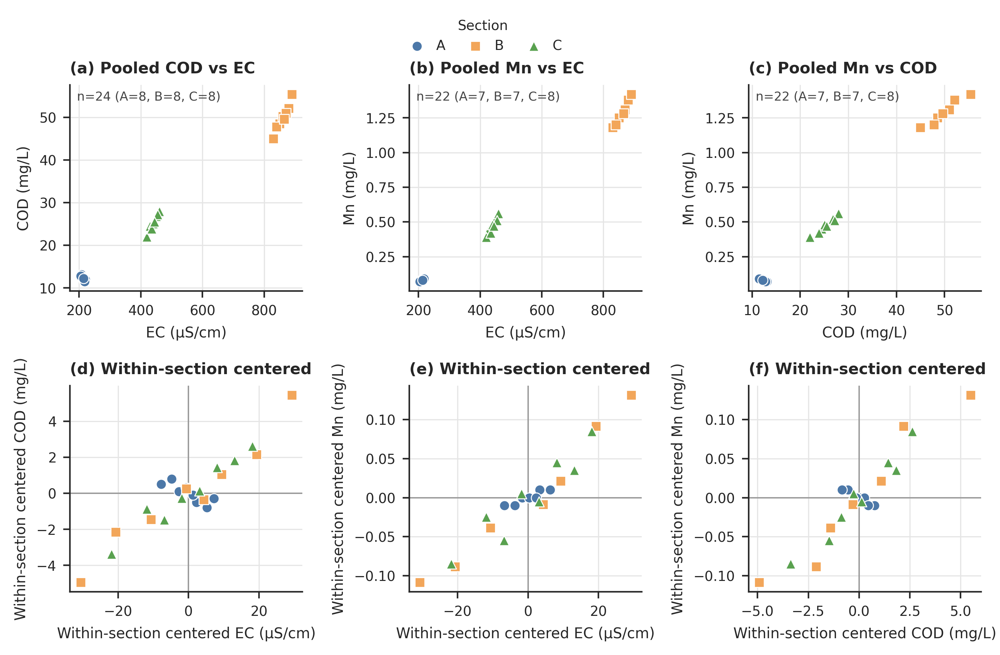 Section
A B C
(a) Pooled COD vs EC
n=24 (A=8, B=8, C=8)
COD (mg/L)
50
40
30
20
10
200 400 600 800
EC (µS/cm)
(b) Pooled Mn vs EC
n=22 (A=7, B=7, C=8)
Mn (mg/L)
1.25
1.00
0.75
0.50
0.25
200 400 600 800
EC (µS/cm)
(c) Pooled Mn vs COD
n=22 (A=7, B=7, C=8)
Mn (mg/L)
1.25
1.00
0.75
0.50
0.25
10 20 30 40 50
COD (mg/L)
(d) Within-section centered
Within-section centered COD (mg/L)
4
2
0
−2
−4
−20 0 20
Within-section centered EC (µS/cm)
(e) Within-section centered
Within-section centered Mn (mg/L)
0.10
0.05
0.00
−0.05
−0.10
−20 0 20
Within-section centered EC (µS/cm)
(f) Within-section centered
Within-section centered Mn (mg/L)
0.10
0.05
0.00
−0.05
−0.10
−5.0 −2.5 0.0 2.5 5.0
Within-section centered COD (mg/L)